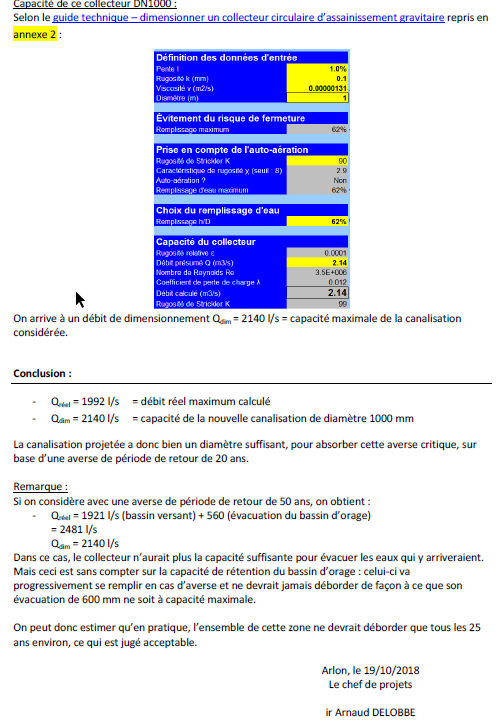 Capacité de ce collecteur DN1000 :
Selon le guide technique – dimensionner un collecteur circulaire d'assainissement gravitaire repris en
annexe 2 :
Définition des données d'entrée
Pente I 1.0%
Rugosité k (mm) 0.1
Viscosité ν (m2/s) 0.00000131
Diamètre (m) 1
Évitement du risque de fermeture
Remplissage maximum 62%
Prise en compte de l'auto-aération
Rugosité de Strickler K 90
Caractéristique de rugosité χ (seuil : 8) 2.9
Auto-aération ? Non
Remplissage d'eau maximum 62%
Choix du remplissage d'eau
Remplissage h/D 62%
Capacité du collecteur
Rugosité relative ε 0.0001
Débit présumé Q (m3/s) 2.14
Nombre de Reynolds Re 3.5E+006
Coefficient de perte de charge λ 0.012
Débit calculé (m3/s) 2.14
Rugosité de Strickler K 99
On arrive à un débit de dimensionnement Qdim = 2140 l/s = capacité maximale de la canalisation
considérée.
Conclusion :
- Qréel = 1992 l/s = débit réel maximum calculé
- Qdim = 2140 l/s = capacité de la nouvelle canalisation de diamètre 1000 mm
La canalisation projetée a donc bien un diamètre suffisant, pour absorber cette averse critique, sur
base d'une averse de période de retour de 20 ans.
Remarque :
Si on considère avec une averse de période de retour de 50 ans, on obtient :
- Qréel = 1921 l/s (bassin versant) + 560 (évacuation du bassin d'orage)
= 2481 l/s
Qdim = 2140 l/s
Dans ce cas, le collecteur n'aurait plus la capacité suffisante pour évacuer les eaux qui y arriveraient.
Mais ceci est sans compter sur la capacité de rétention du bassin d'orage : celui-ci va
progressivement se remplir en cas d'averse et ne devrait jamais déborder de façon à ce que son
évacuation de 600 mm ne soit à capacité maximale.
On peut donc estimer qu'en pratique, l'ensemble de cette zone ne devrait déborder que tous les 25
ans environ, ce qui est jugé acceptable.
Arlon, le 19/10/2018
Le chef de projets
ir Arnaud DELOBBE